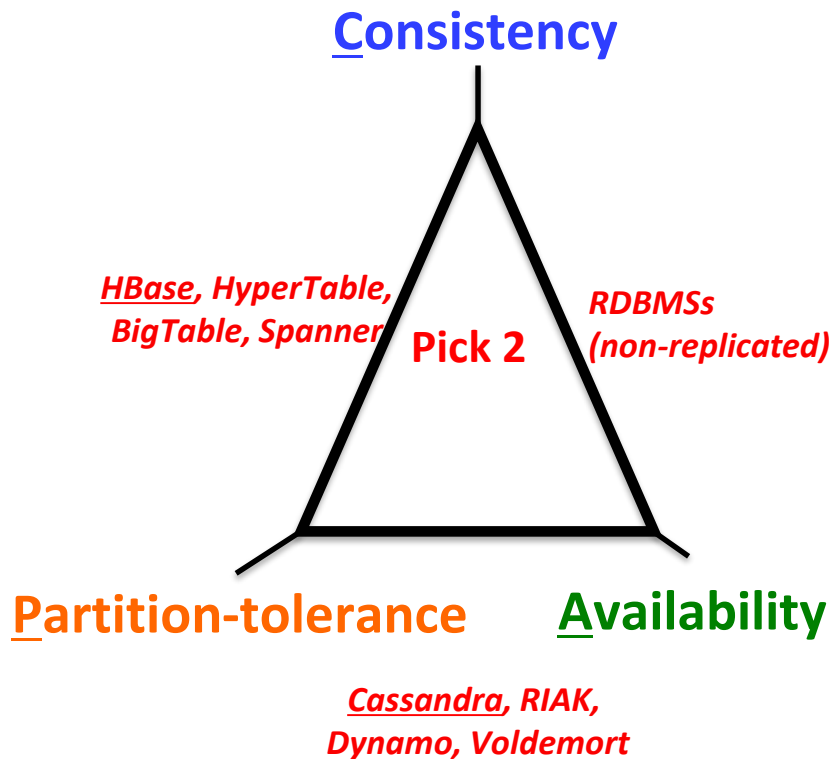 Consistency
HBase, HyperTable,
BigTable, Spanner
RDBMSs
(non-replicated)
Pick 2
Partition-tolerance
Availability
Cassandra, RIAK,
Dynamo, Voldemort